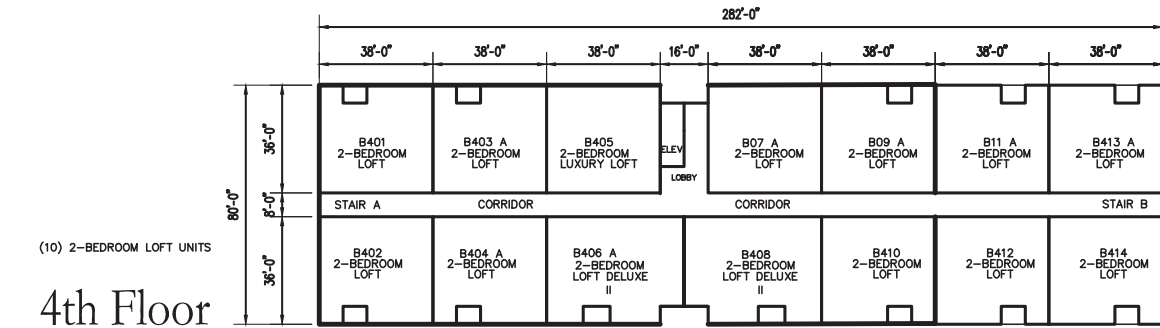 282'-0"
38'-0" 38'-0" 38'-0" 16'-0" 38'-0" 38'-0" 38'-0" 38'-0"
80'-0"
36'-0"
8'-0"
36'-0"
B401
2-BEDROOM
LOFT
B403 A
2-BEDROOM
LOFT
B405
2-BEDROOM
LUXURY LOFT
ELEV
LOBBY
B07 A
2-BEDROOM
LOFT
B09 A
2-BEDROOM
LOFT
B11 A
2-BEDROOM
LOFT
B413 A
2-BEDROOM
LOFT
STAIR A CORRIDOR CORRIDOR STAIR B
B402
2-BEDROOM
LOFT
B404 A
2-BEDROOM
LOFT
B406 A
2-BEDROOM
LOFT DELUXE
II
B408
2-BEDROOM
LOFT DELUXE
II
B410
2-BEDROOM
LOFT
B412
2-BEDROOM
LOFT
B414
2-BEDROOM
LOFT
(10) 2-BEDROOM LOFT UNITS
4th Floor